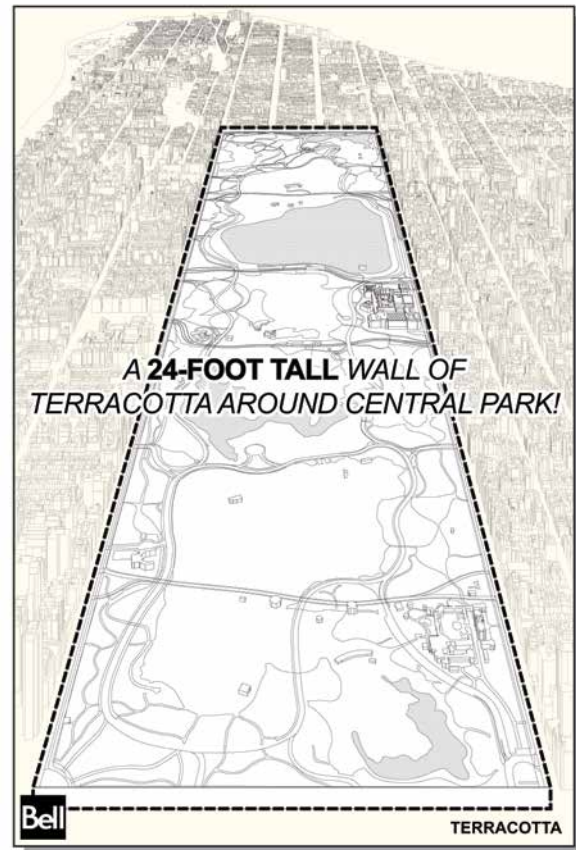 A 24-FOOT TALL WALL OF
TERRACOTTA AROUND CENTRAL PARK!
Bell
TERRACOTTA